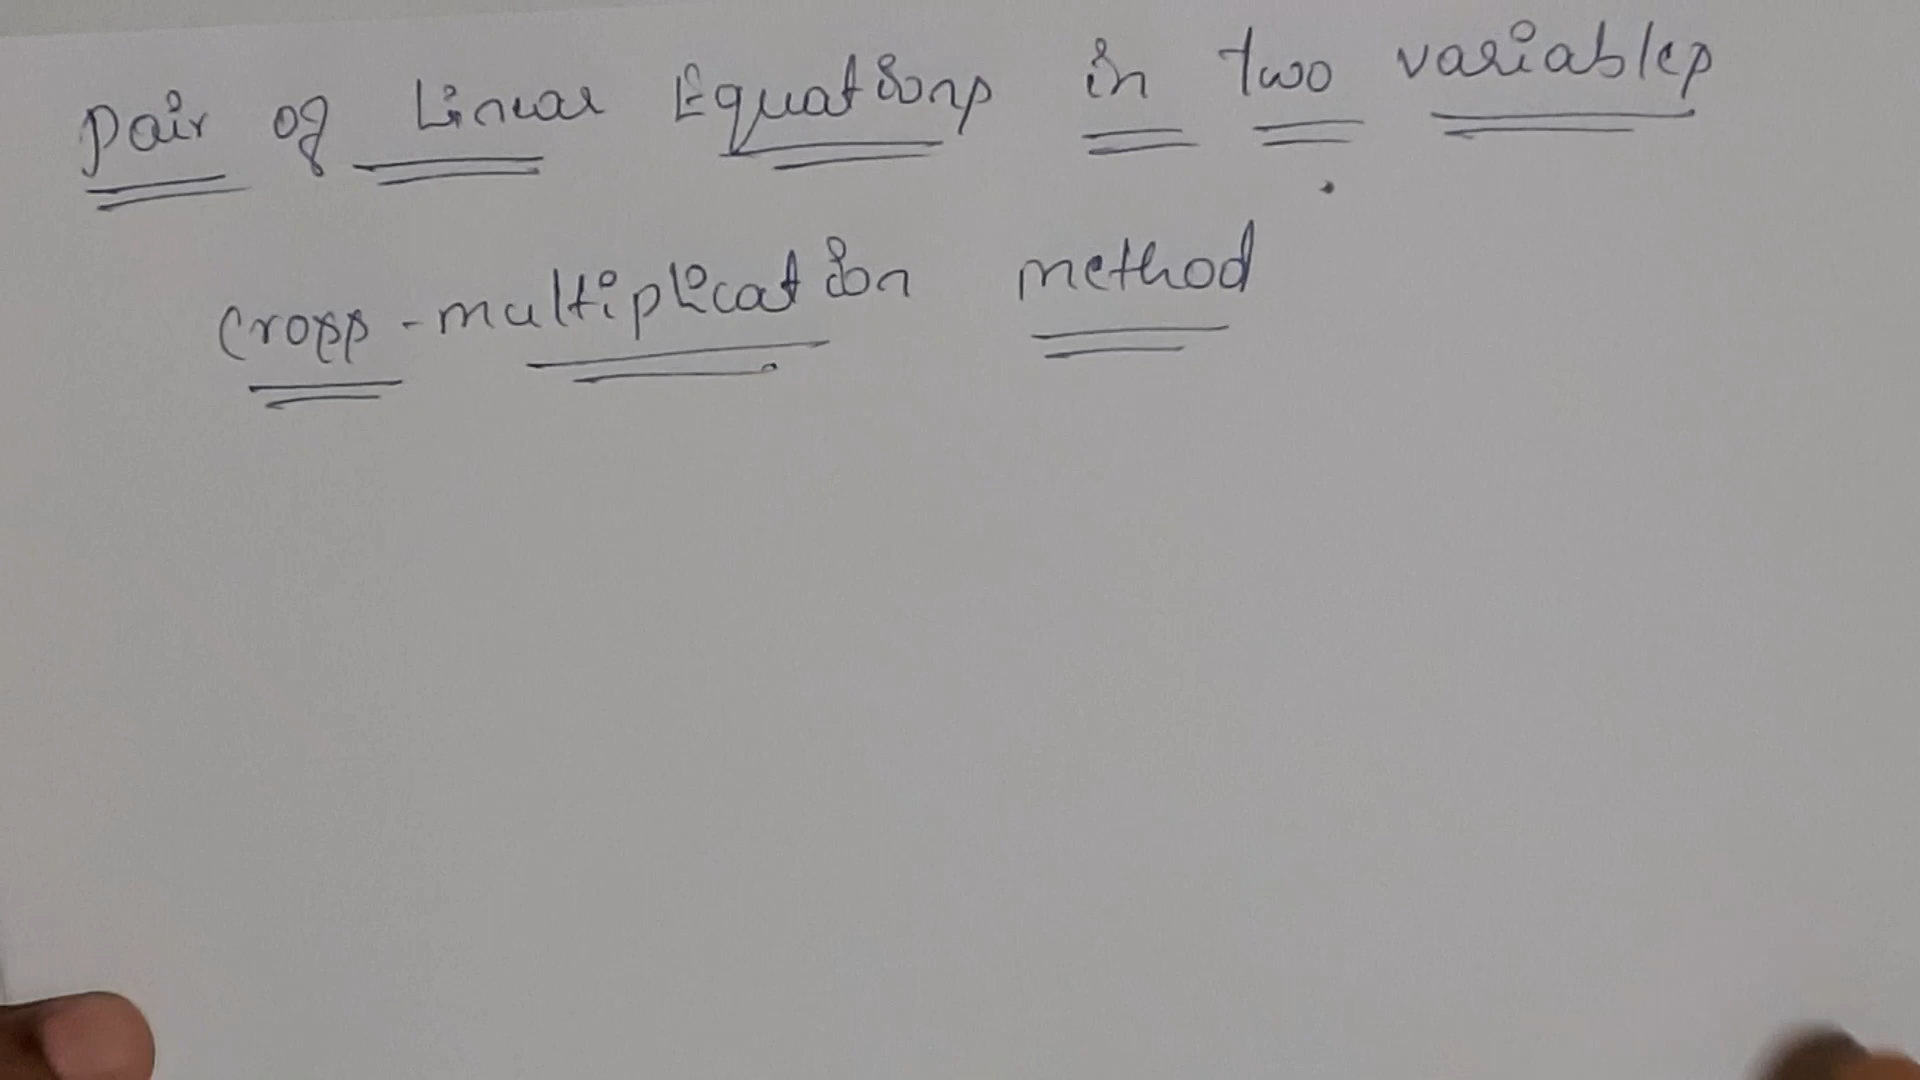 Pair of Linear Equations in two variables
Cross-multiplication method